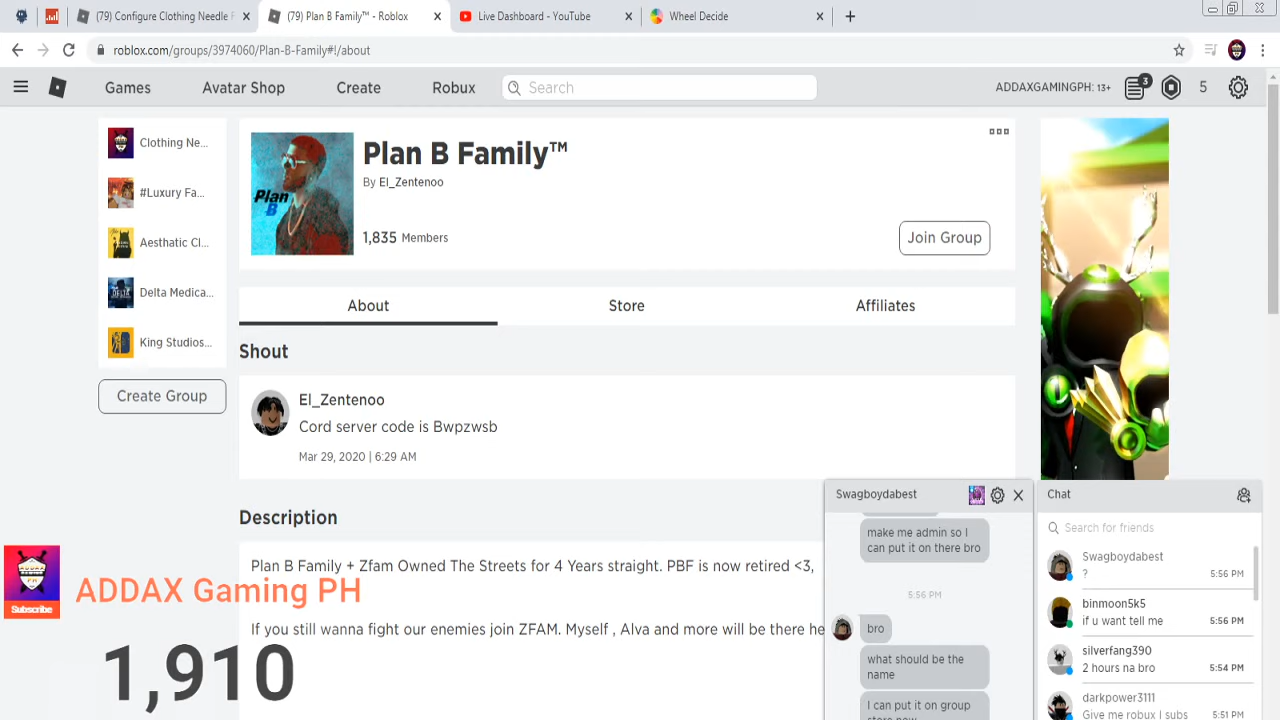 (79) Configure Clothing Needle F
(79) Plan B Family™ - Roblox
Live Dashboard - YouTube
Wheel Decide
roblox.com/groups/3974060/Plan-B-Family#!/about
Games
Avatar Shop
Create
Robux
Search
ADDAXGAMINGPH: 13+
3
5
Clothing Ne...
#Luxury Fa...
Aesthatic Cl...
Delta Medica...
King Studios...
Create Group
Plan B
Plan B Family™
By El_Zentenoo
1,835 Members
Join Group
About
Store
Affiliates
Shout
El_Zentenoo
Cord server code is Bwpzwsb
Mar 29, 2020 | 6:29 AM
Description
Plan B Family + Zfam Owned The Streets for 4 Years straight. PBF is now retired <3,
If you still wanna fight our enemies join ZFAM. Myself , Alva and more will be there he
Subscribe
ADDAX Gaming PH
1,910
Swagboydabest
make me admin so I
can put it on there bro
5:56 PM
bro
what should be the
name
I can put it on group
store now
Chat
Search for friends
Swagboydabest
?
5:56 PM
binmoon5k5
if u want tell me
5:56 PM
silverfang390
2 hours na bro
5:54 PM
darkpower3111
Give me robux I subs
5:51 PM